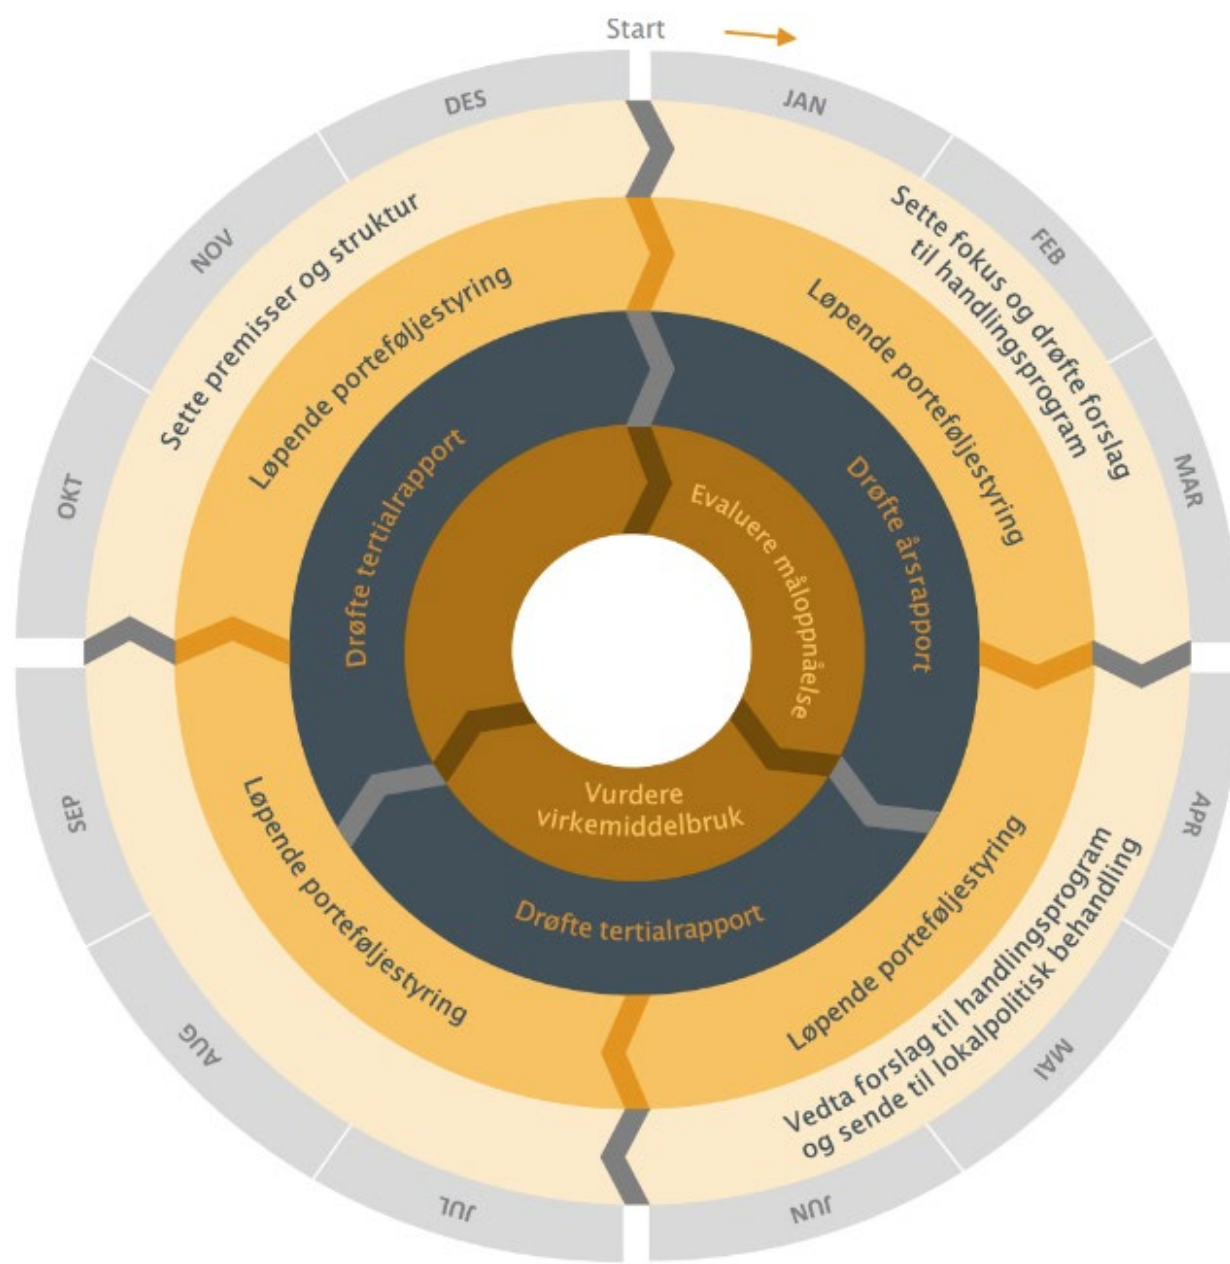 Start
JAN
FEB
MAR
APR
MAI
JUN
JUL
AUG
SEP
OKT
NOV
DES
Sette fokus og drøfte forslag
til handlingsprogram
Vedta forslag til handlingsprogram
og sende til lokalpolitisk behandling
Sette premisser og struktur
Løpende porteføljestyring
Løpende porteføljestyring
Løpende porteføljestyring
Løpende porteføljestyring
Drøfte årsrapport
Drøfte tertialrapport
Drøfte tertialrapport
Evaluere måloppnåelse
Vurdere
virkemiddelbruk